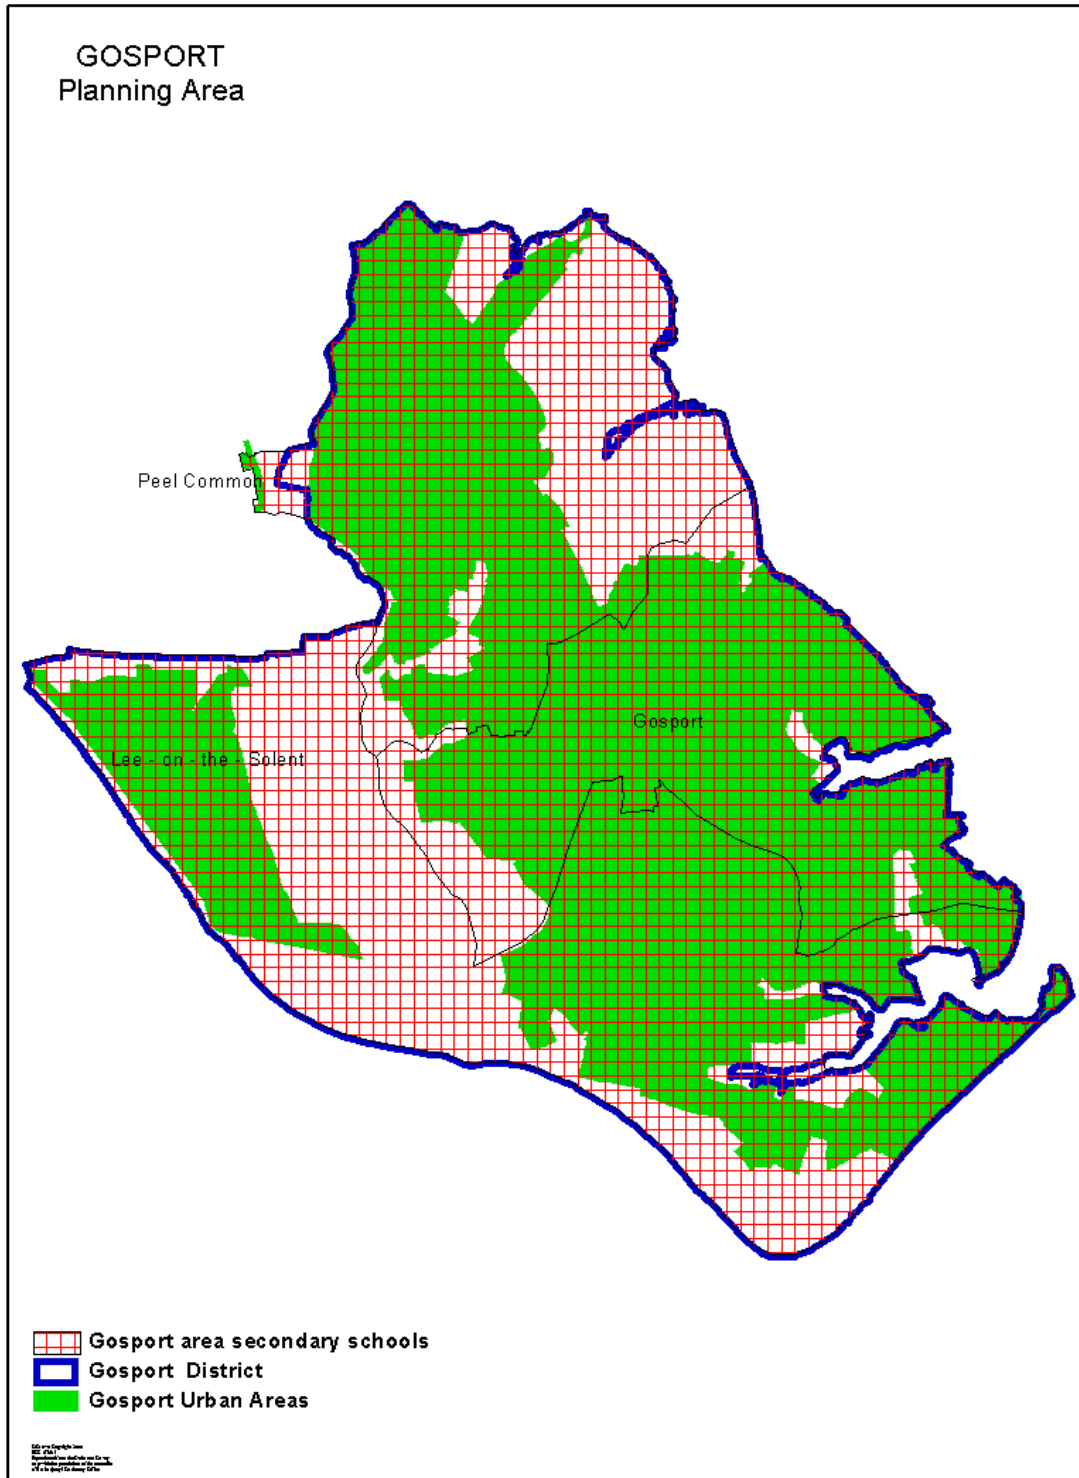 GOSPORT
Planning Area
Peel Common
Gosport
Lee - on - the - Solent
Gosport area secondary schools
Gosport District
Gosport Urban Areas